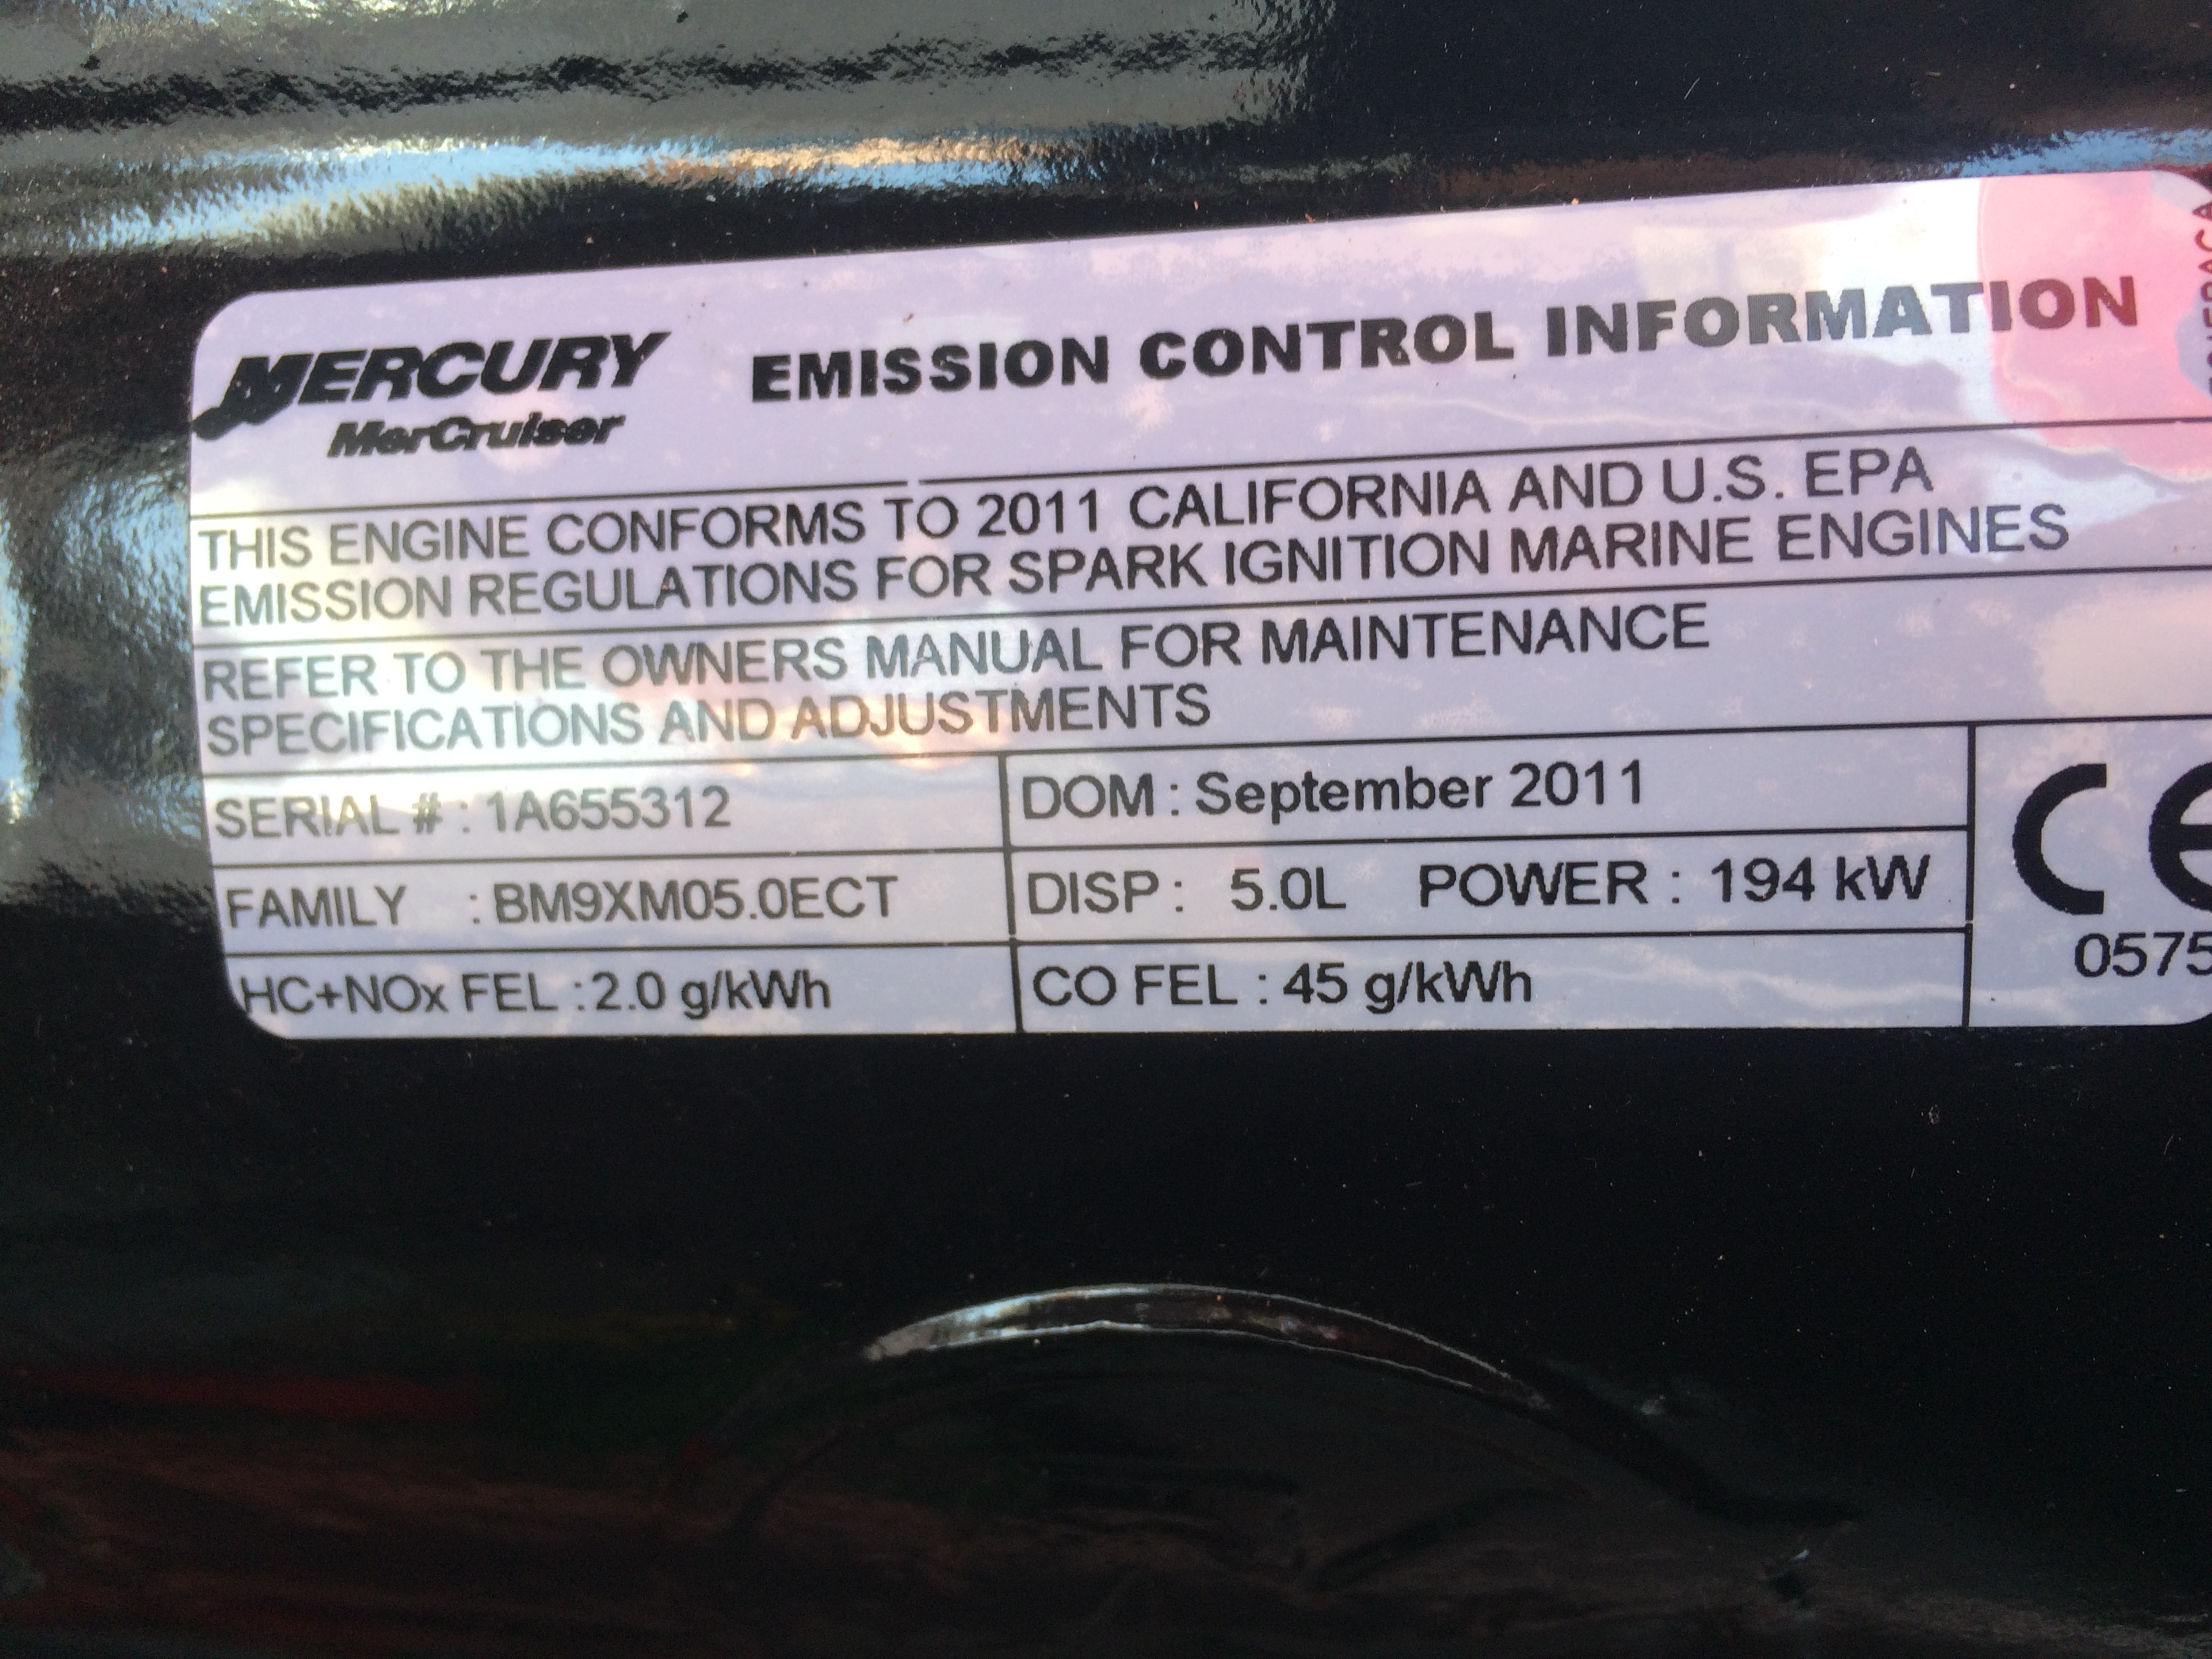 MERCURY
MerCruiser
EMISSION CONTROL INFORMATION
THIS ENGINE CONFORMS TO 2011 CALIFORNIA AND U.S. EPA
EMISSION REGULATIONS FOR SPARK IGNITION MARINE ENGINES
REFER TO THE OWNERS MANUAL FOR MAINTENANCE
SPECIFICATIONS AND ADJUSTMENTS
SERIAL # : 1A655312
DOM : September 2011
FAMILY : BM9XM05.0ECT
DISP : 5.0L POWER : 194 kW
HC+NOx FEL : 2.0 g/kWh
CO FEL : 45 g/kWh
CE
0575